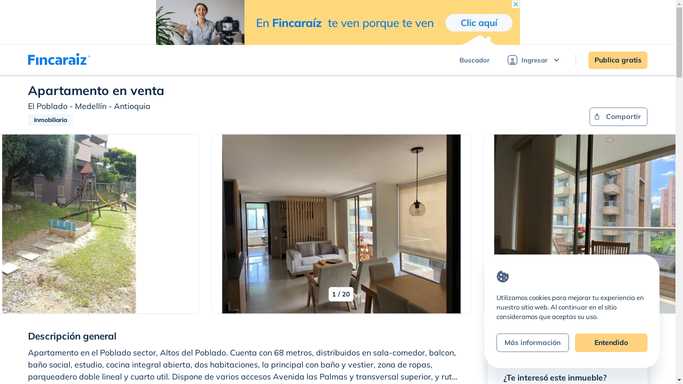 En Fincaraíz te ven porque te ven
Clic aquí
Fincaraiz
Buscador
Ingresar
Publica gratis
Apartamento en venta
El Poblado - Medellín - Antioquia
Inmobiliaria
Compartir
1 / 20
Utilizamos cookies para mejorar tu experiencia en
nuestro sitio web. Al continuar en el sitio
consideramos que aceptas su uso.
Más información
Entendido
Descripción general
Apartamento en el Poblado sector, Altos del Poblado. Cuenta con 68 metros, distribuidos en sala-comedor, balcon,
baño social, estudio, cocina integral abierta, dos habitaciones, la principal con baño y vestier, zona de ropas,
parqueadero doble lineal y cuarto util. Dispone de varios accesos Avenida las Palmas y transversal superior, y rut...
¿Te interesó este inmueble?